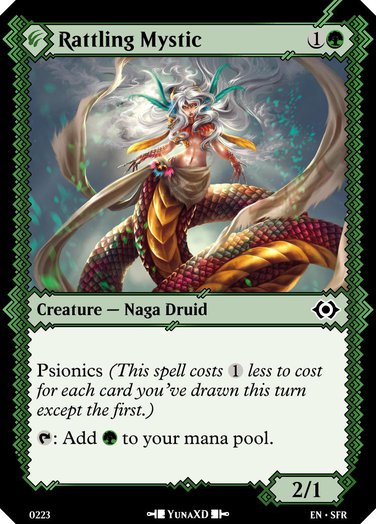 Rattling Mystic 1
Creature — Naga Druid
Psionics (This spell costs 1 less to cost
for each card you've drawn this turn
except the first.)
: Add to your mana pool.
2/1
0223 YunaXD EN • SFR